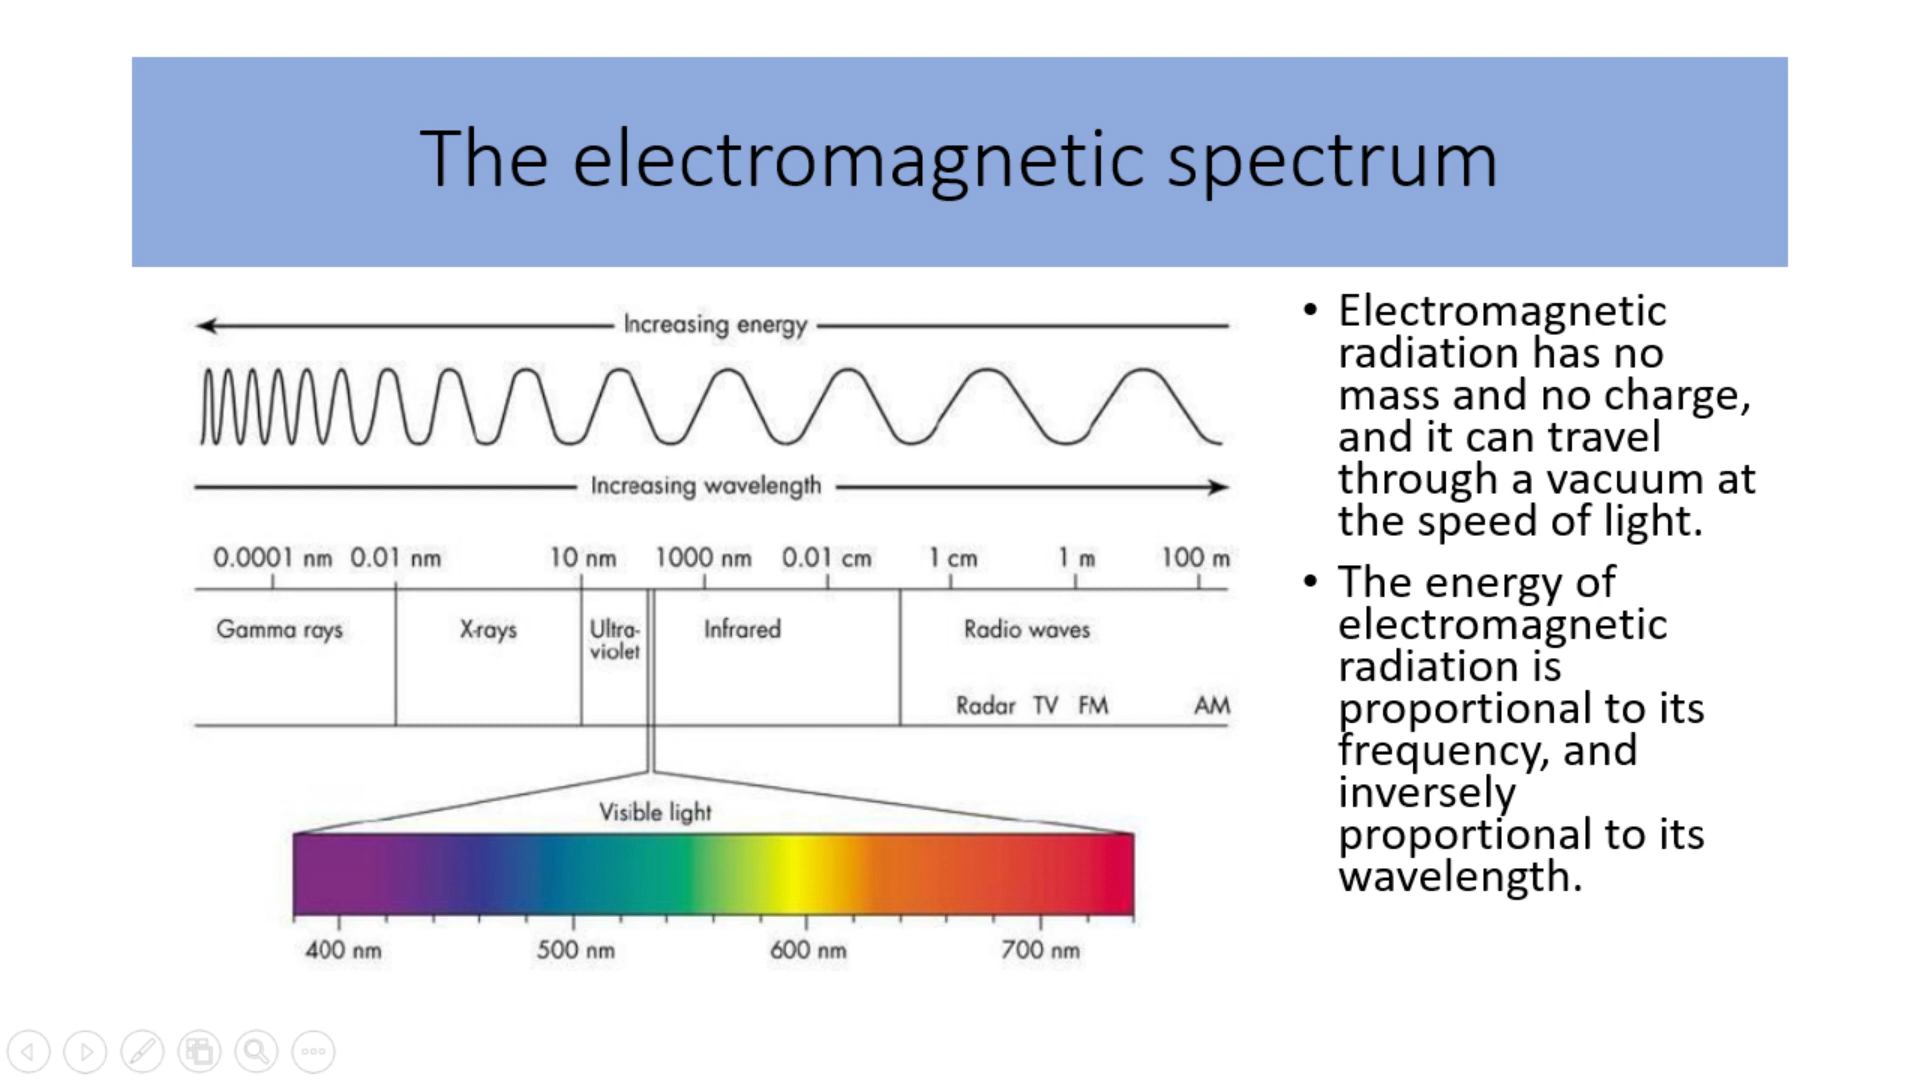 The electromagnetic spectrum
Increasing energy
Increasing wavelength
0.0001 nm 0.01 nm 10 nm 1000 nm 0.01 cm 1 cm 1 m 100 m
Gamma rays X-rays Ultra- Infrared Radio waves
violet
Radar TV FM AM
Visible light
400 nm 500 nm 600 nm 700 nm
• Electromagnetic
radiation has no
mass and no charge,
and it can travel
through a vacuum at
the speed of light.
• The energy of
electromagnetic
radiation is
proportional to its
frequency, and
inversely
proportional to its
wavelength.